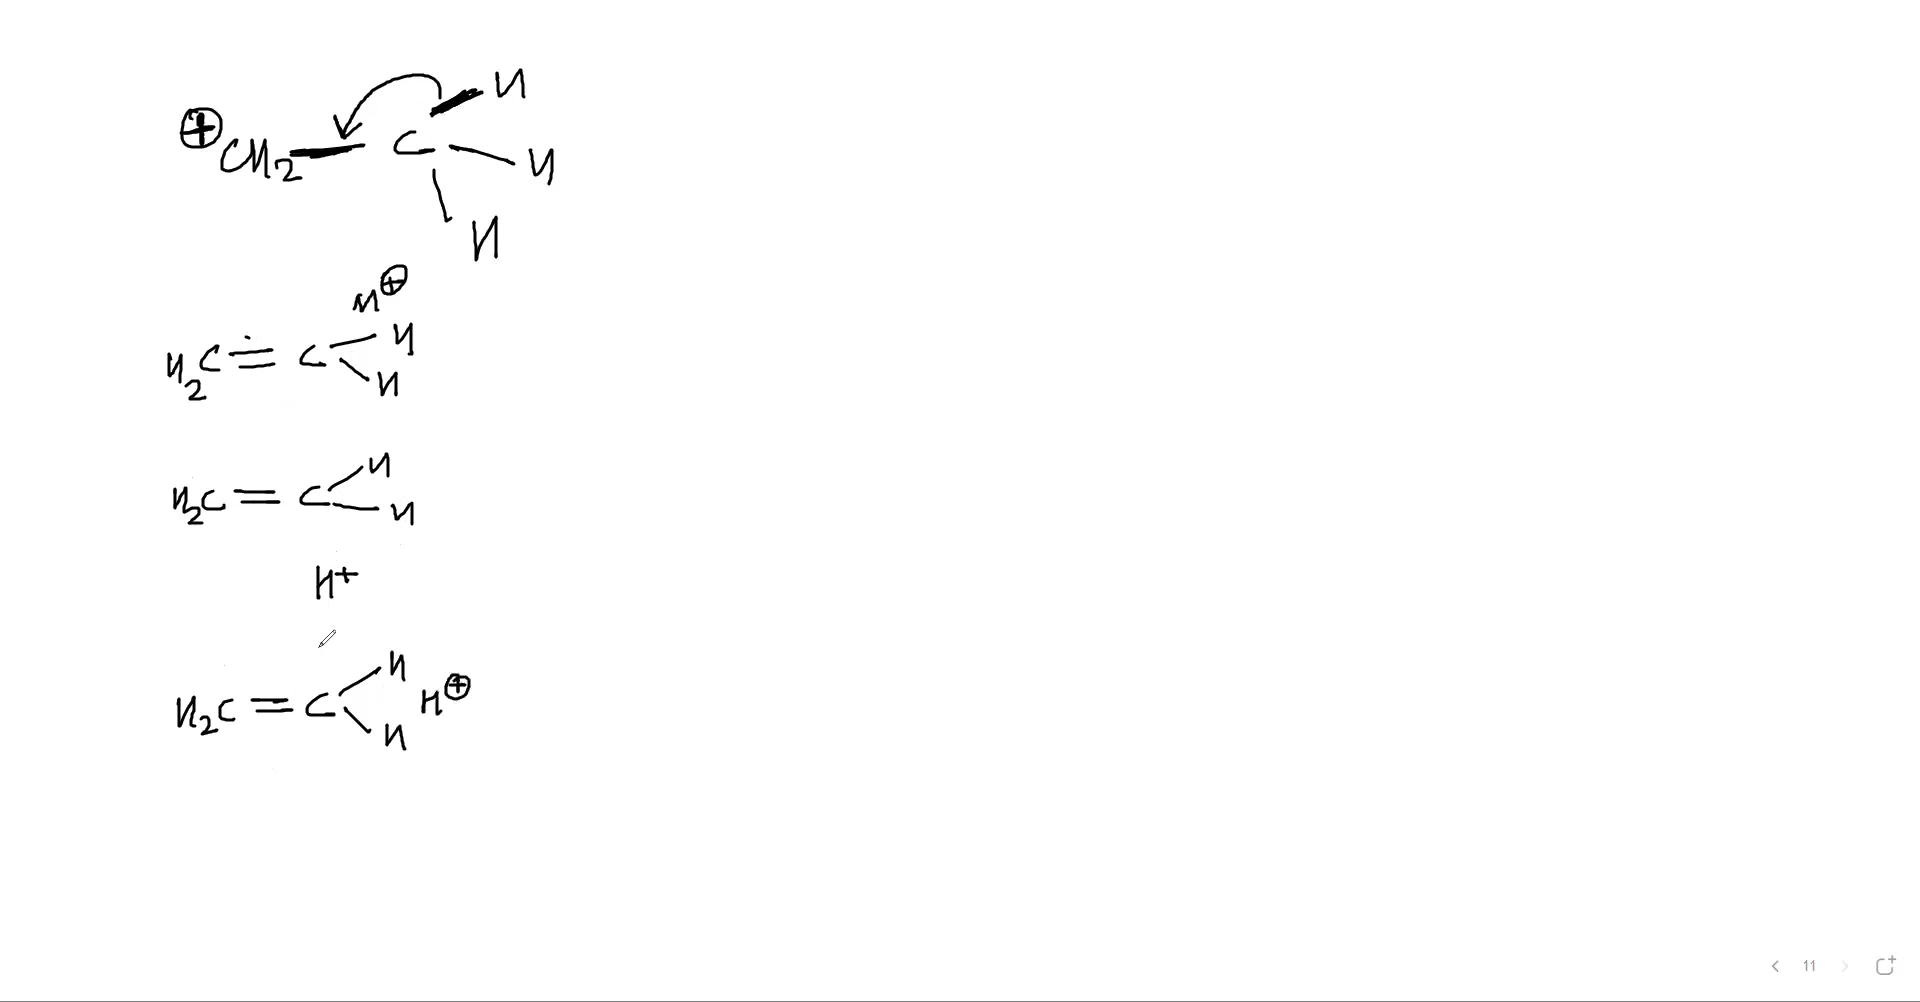 ⊕CH2 — C — H
H
H
H⊕
H2C = C — H
H
H2C = C — H
H
H+
H2C = C — H
H⊕
H
11